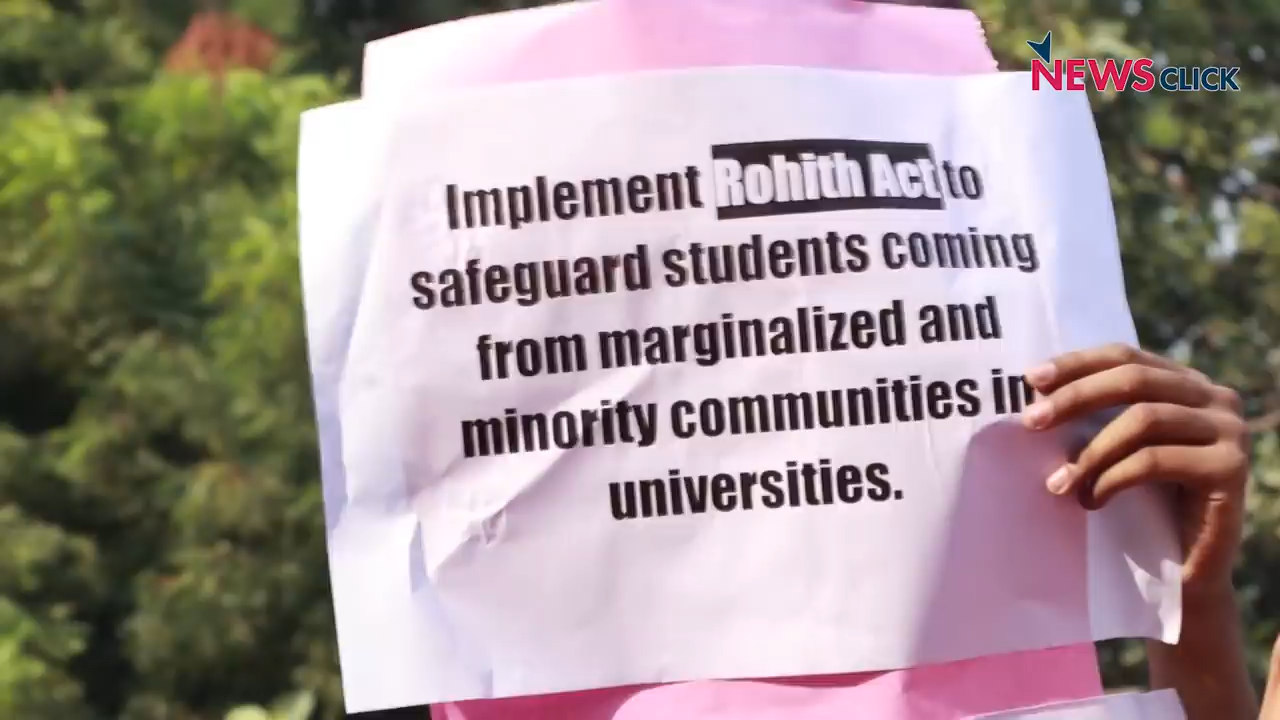 NEWSCLICK
Implement Rohith Act to
safeguard students coming
from marginalized and
minority communities in
universities.